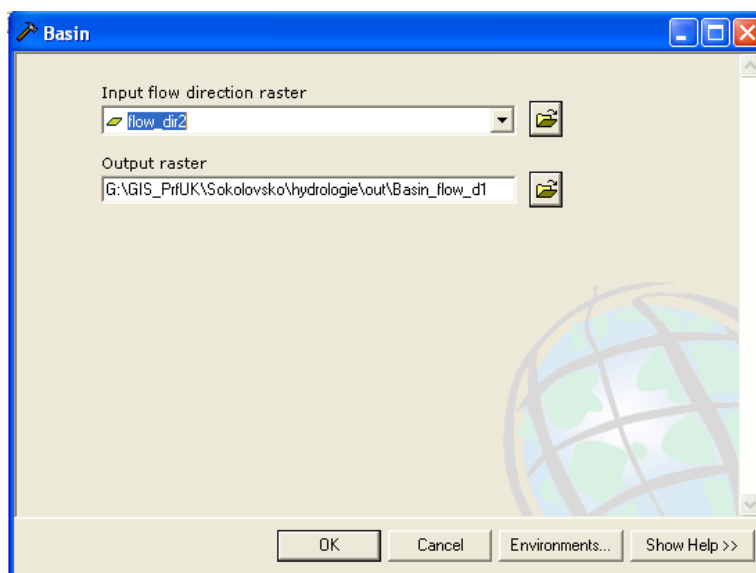 Basin
Input flow direction raster
flow_dir2
Output raster
G:\GIS_PrfUK\Sokolovsko\hydrologie\out\Basin_flow_d1
OK
Cancel
Environments...
Show Help >>